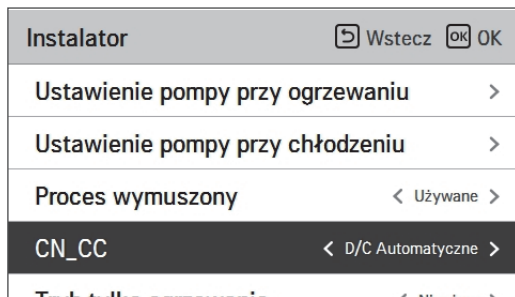 Instalator Wstecz OK OK
Ustawienie pompy przy ogrzewaniu >
Ustawienie pompy przy chłodzeniu >
Proces wymuszony < Używane >
CN_CC < D/C Automatyczne >